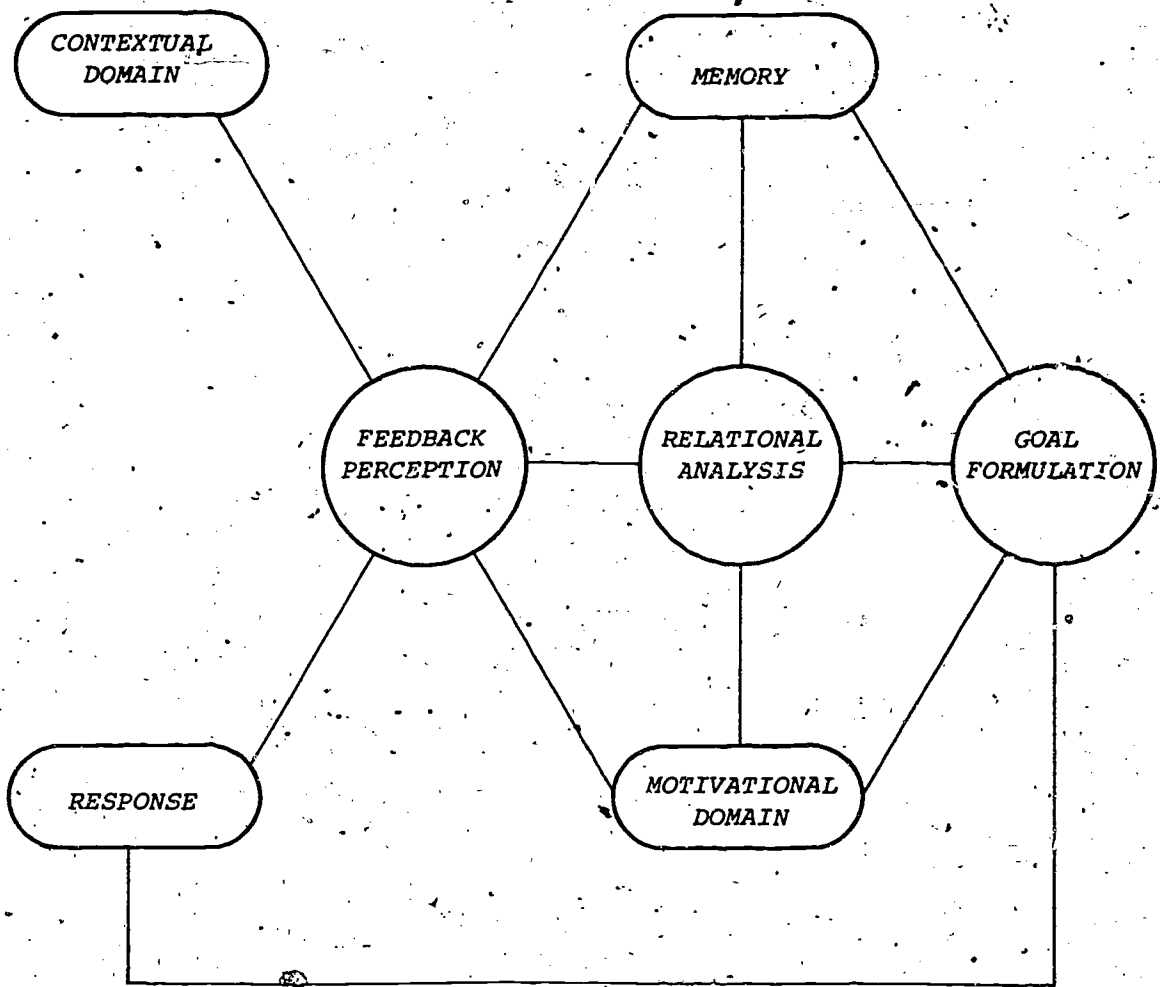 CONTEXTUAL
DOMAIN
MEMORY
FEEDBACK
PERCEPTION
RELATIONAL
ANALYSIS
GOAL
FORMULATION
RESPONSE
MOTIVATIONAL
DOMAIN